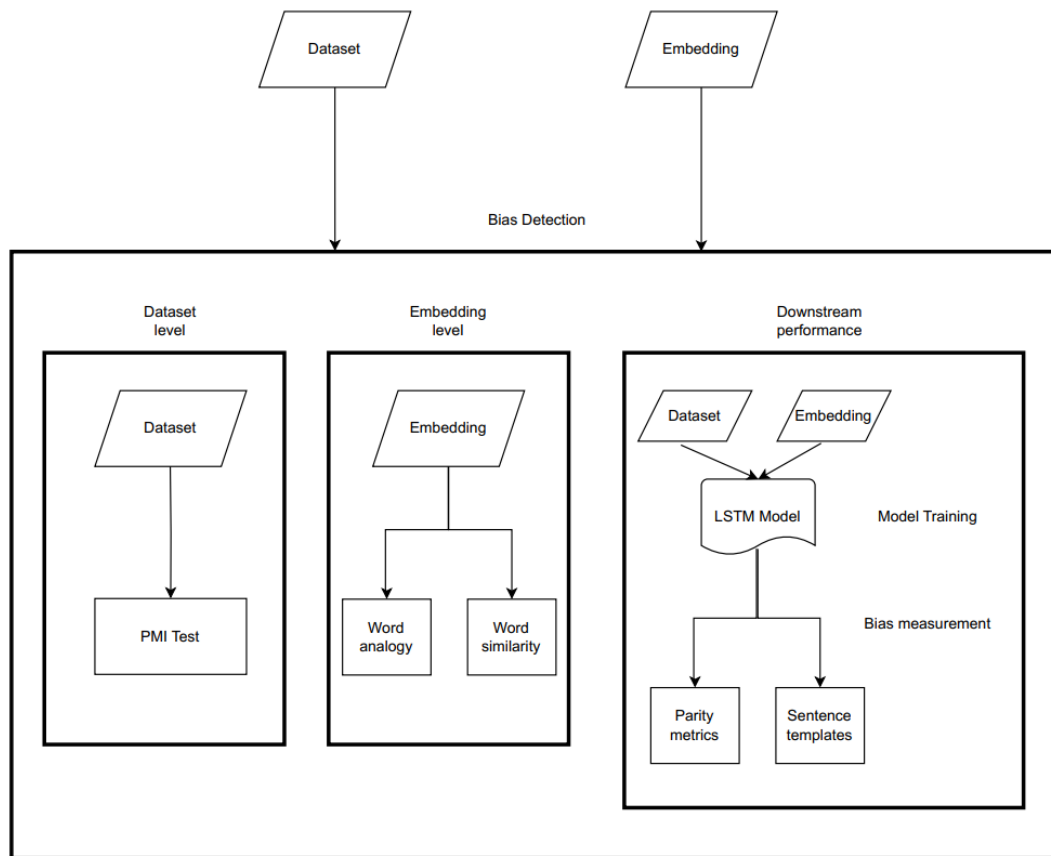 Dataset
Embedding
Bias Detection
Dataset
level
Embedding
level
Downstream
performance
Dataset
Embedding
Dataset
Embedding
LSTM Model
Model Training
PMI Test
Word
analogy
Word
similarity
Bias measurement
Parity
metrics
Sentence
templates